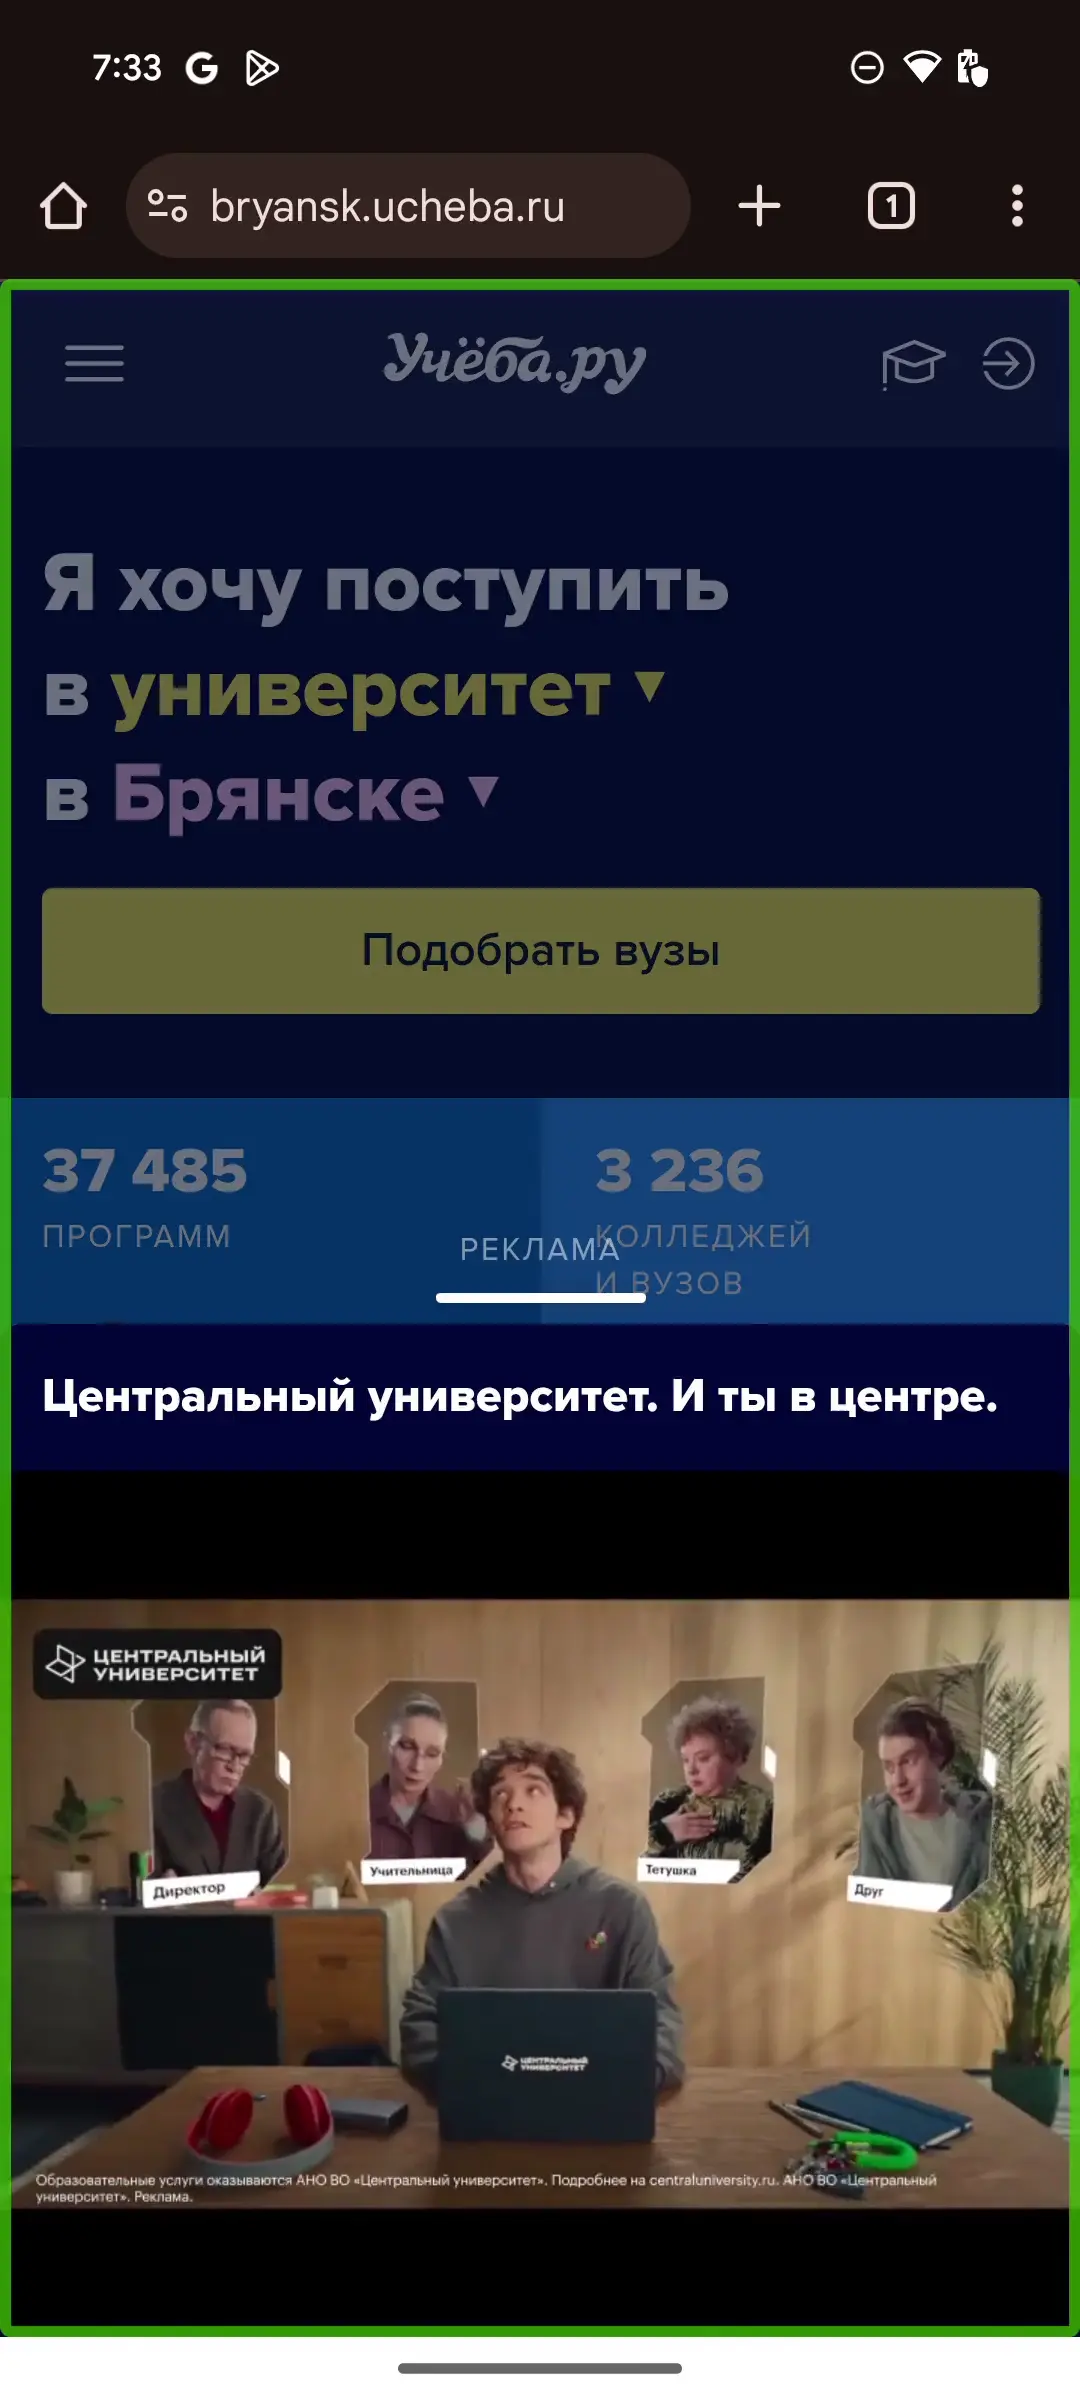 7:33
bryansk.ucheba.ru
1
Учёба.ру
Я хочу поступить
в университет
в Брянске
Подобрать вузы
37 485
ПРОГРАММ
3 236
КОЛЛЕДЖЕЙ
И ВУЗОВ
РЕКЛАМА
Центральный университет. И ты в центре.
ЦЕНТРАЛЬНЫЙ
УНИВЕРСИТЕТ
Директор
Учительница
Тетушка
Друг
ЦЕНТРАЛЬНЫЙ
УНИВЕРСИТЕТ
Образовательные услуги оказываются АНО ВО «Центральный университет». Подробнее на centraluniversity.ru. АНО ВО «Центральный
университет». Реклама.